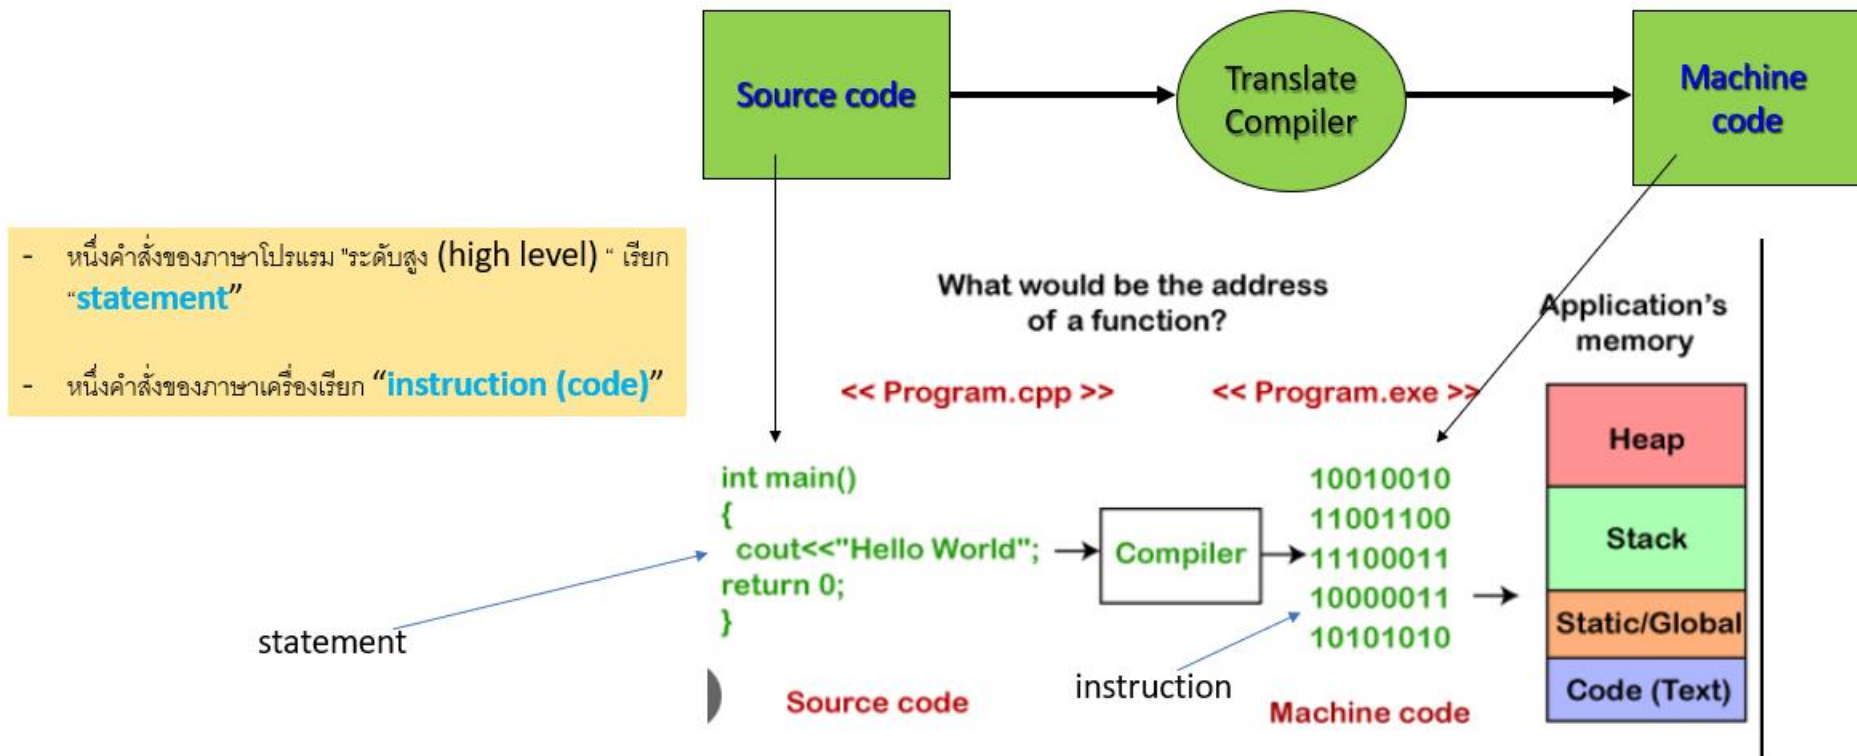 Source code
Translate
Compiler
Machine
code
- หนึ่งคำสั่งของภาษาโปรแรม "ระดับสูง (high level) “ เรียก
“statement”
- หนึ่งคำสั่งของภาษาเครื่องเรียก “instruction (code)”
What would be the address
of a function?
Application's
memory
<< Program.cpp >>
<< Program.exe >>
int main()
{
cout<<"Hello World";
return 0;
}
Compiler
10010010
11001100
11100011
10000011
10101010
Heap
Stack
Static/Global
Code (Text)
statement
instruction
Source code
Machine code